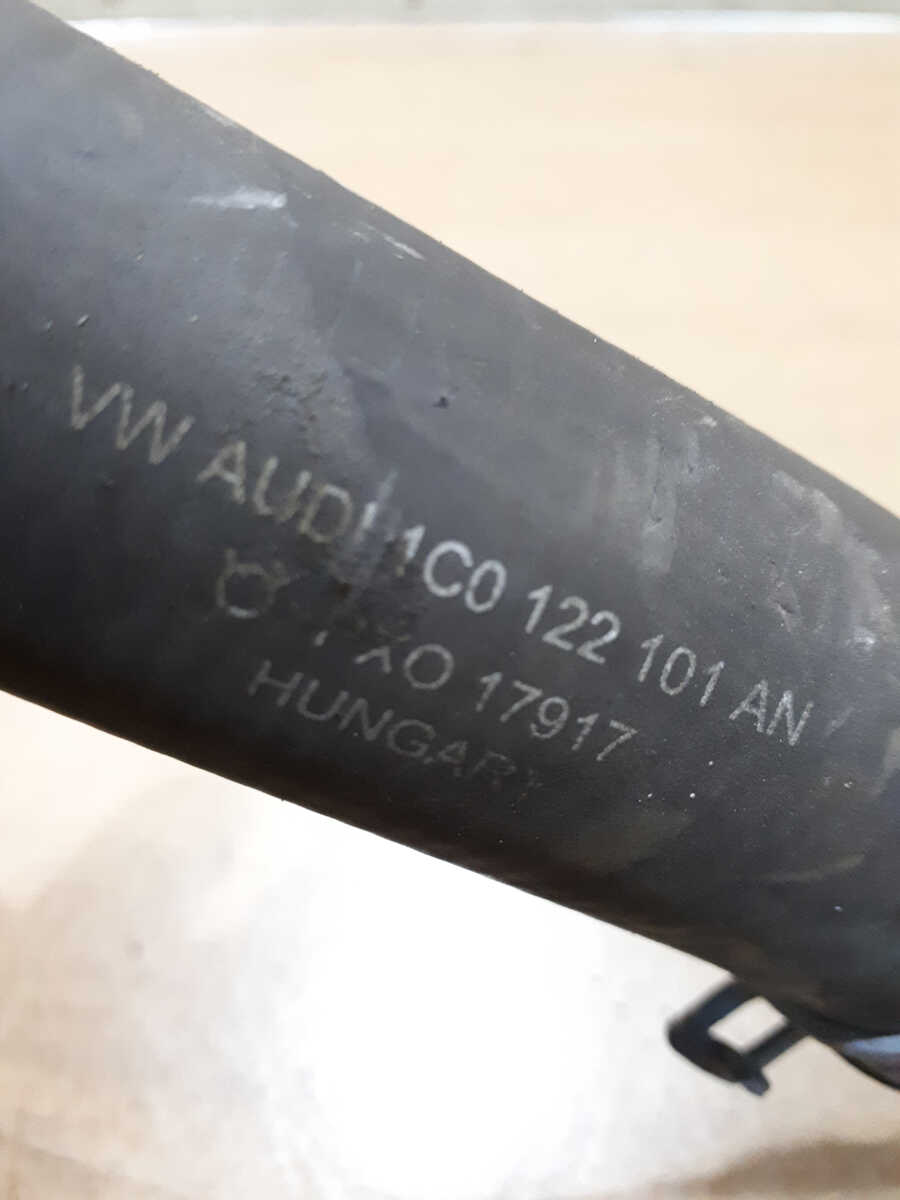 VW AUDI 1C0 122 101 AN
XO 17917
HUNGARY